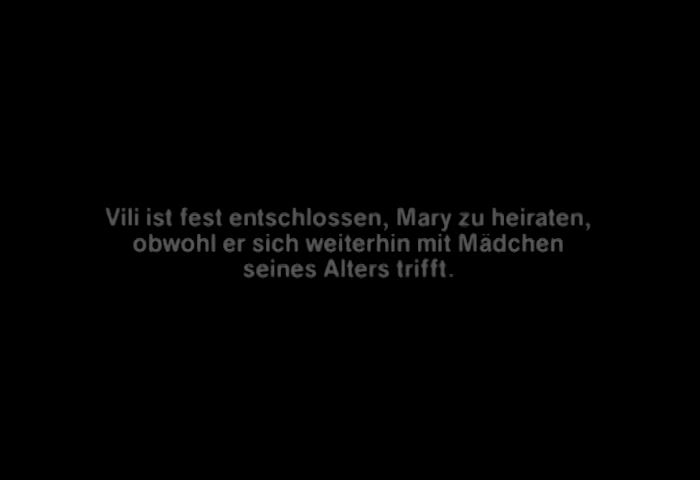 Vili ist fest entschlossen, Mary zu heiraten,
obwohl er sich weiterhin mit Mädchen
seines Alters trifft.